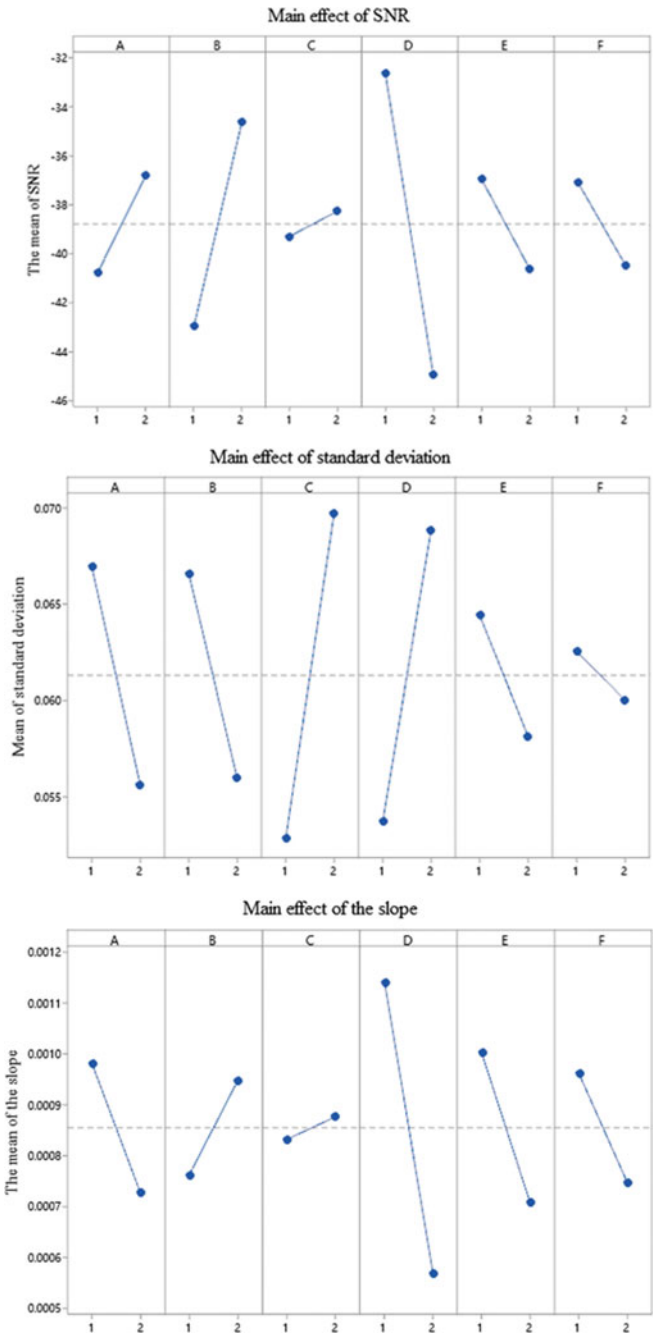 Main effect of SNR
A B C D E F
The mean of SNR
-32
-34
-36
-38
-40
-42
-44
-46
1 2 1 2 1 2 1 2 1 2 1 2
Main effect of standard deviation
A B C D E F
Mean of standard deviation
0.070
0.065
0.060
0.055
1 2 1 2 1 2 1 2 1 2 1 2
Main effect of the slope
A B C D E F
The mean of the slope
0.0012
0.0011
0.0010
0.0009
0.0008
0.0007
0.0006
0.0005
1 2 1 2 1 2 1 2 1 2 1 2